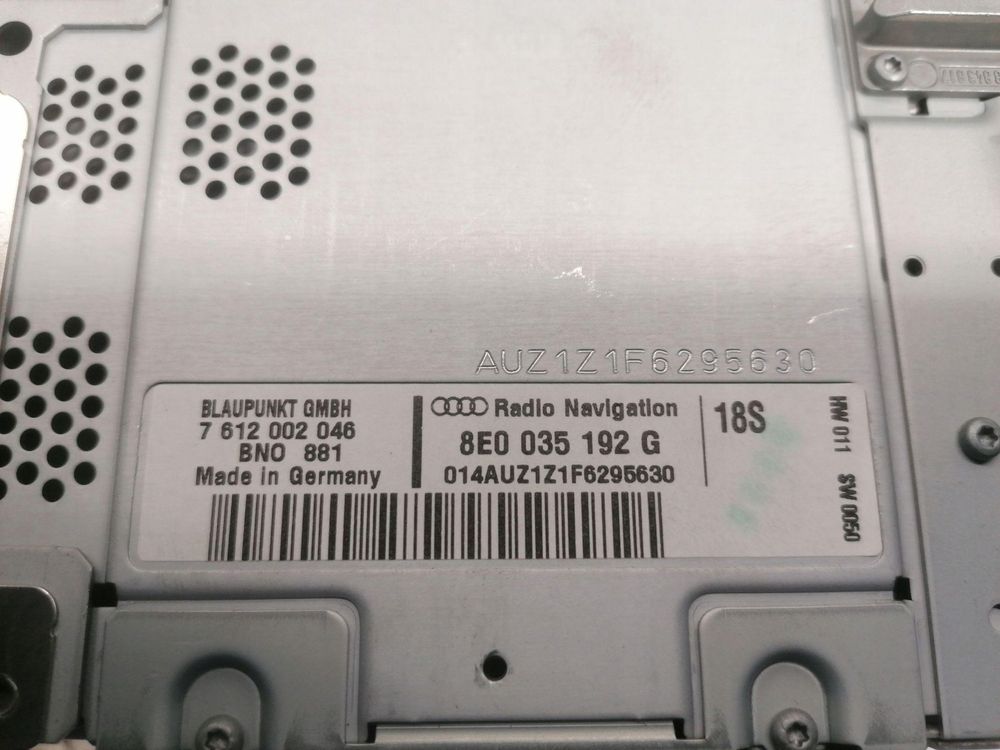 AUZ1Z1F6295630
BLAUPUNKT GMBH
7 612 002 046
BNO 881
Made in Germany
Radio Navigation
8E0 035 192 G
014AUZ1Z1F6295630
18S
HW 011 SW 0050